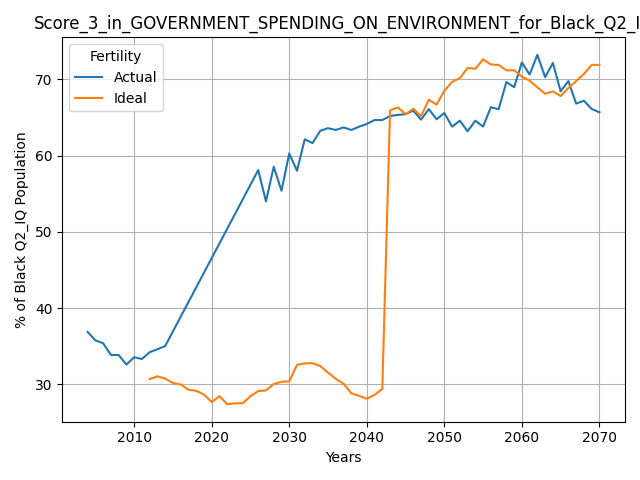 Score_3_in_GOVERNMENT_SPENDING_ON_ENVIRONMENT_for_Black_Q2_I
Fertility
Actual
Ideal
70
60
50
40
30
% of Black Q2_IQ Population
2010 2020 2030 2040 2050 2060 2070
Years